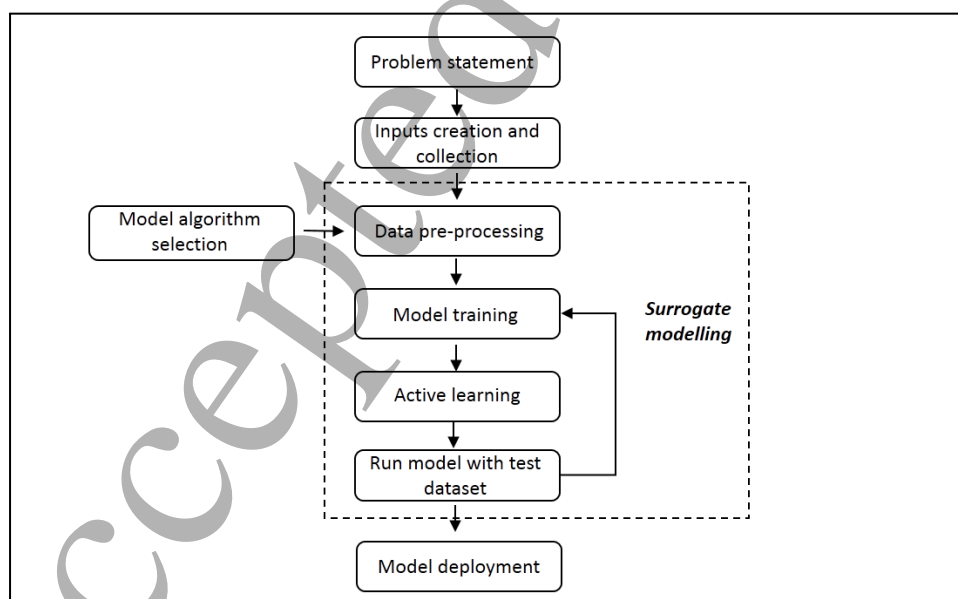 Problem statement
Inputs creation and
collection
Model algorithm
selection
Data pre-processing
Model training
Surrogate
modelling
Active learning
Run model with test
dataset
Model deployment
ccepted